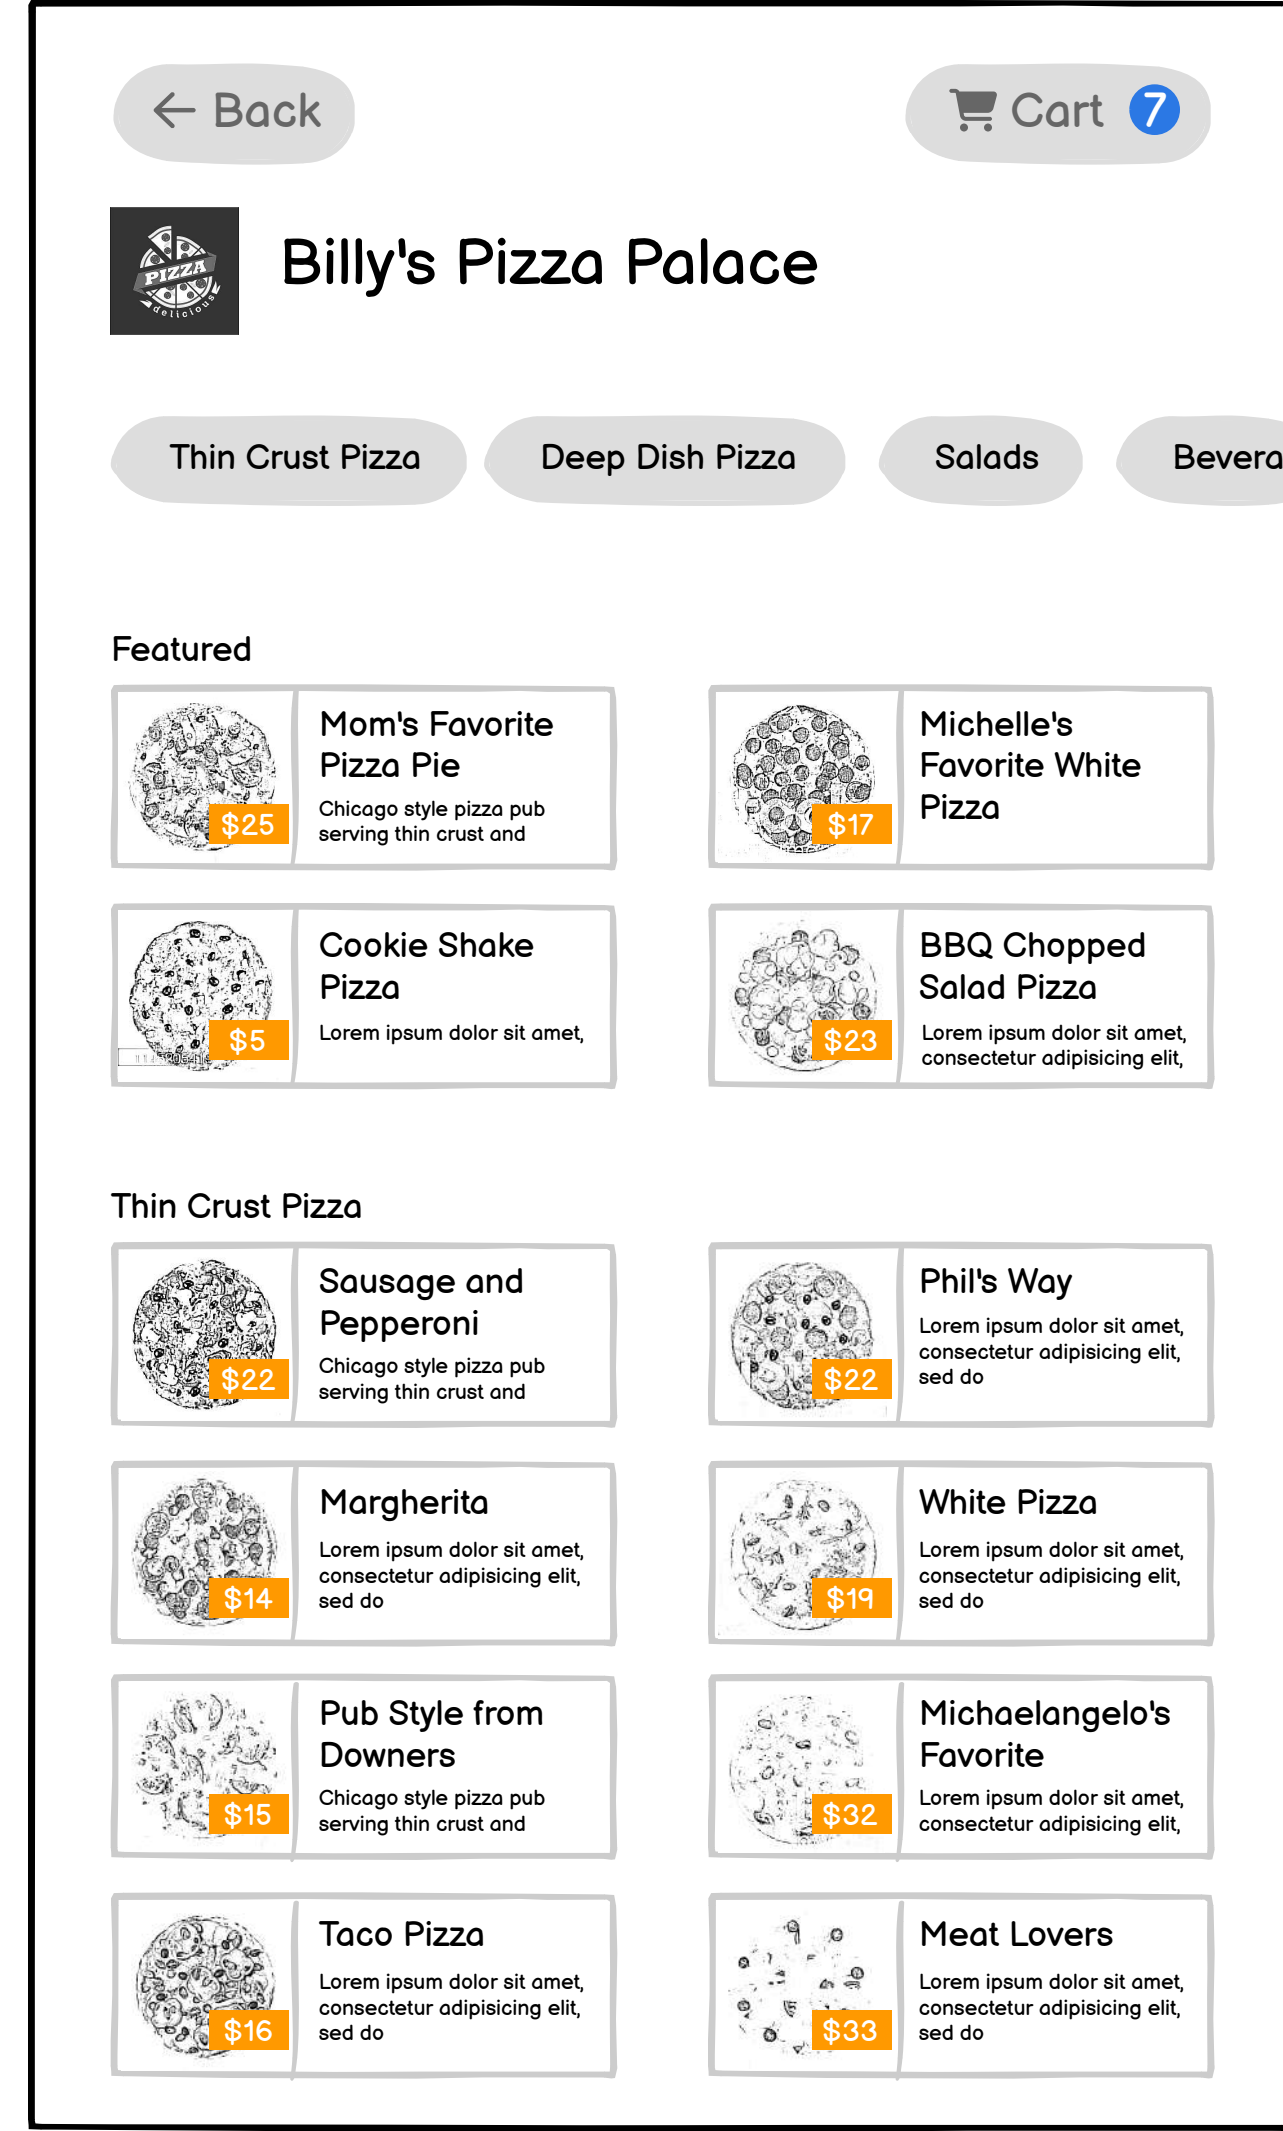 Back
Cart 7
PIZZA
delicious
Billy's Pizza Palace
Thin Crust Pizza
Deep Dish Pizza
Salads
Bevera
Featured
Mom's Favorite
Pizza Pie
Chicago style pizza pub
serving thin crust and
$25
Michelle's
Favorite White
Pizza
$17
Cookie Shake
Pizza
Lorem ipsum dolor sit amet,
$5
BBQ Chopped
Salad Pizza
Lorem ipsum dolor sit amet,
consectetur adipisicing elit,
$23
Thin Crust Pizza
Sausage and
Pepperoni
Chicago style pizza pub
serving thin crust and
$22
Phil's Way
Lorem ipsum dolor sit amet,
consectetur adipisicing elit,
sed do
$22
Margherita
Lorem ipsum dolor sit amet,
consectetur adipisicing elit,
sed do
$14
White Pizza
Lorem ipsum dolor sit amet,
consectetur adipisicing elit,
sed do
$19
Pub Style from
Downers
Chicago style pizza pub
serving thin crust and
$15
Michaelangelo's
Favorite
Lorem ipsum dolor sit amet,
consectetur adipisicing elit,
$32
Taco Pizza
Lorem ipsum dolor sit amet,
consectetur adipisicing elit,
sed do
$16
Meat Lovers
Lorem ipsum dolor sit amet,
consectetur adipisicing elit,
sed do
$33